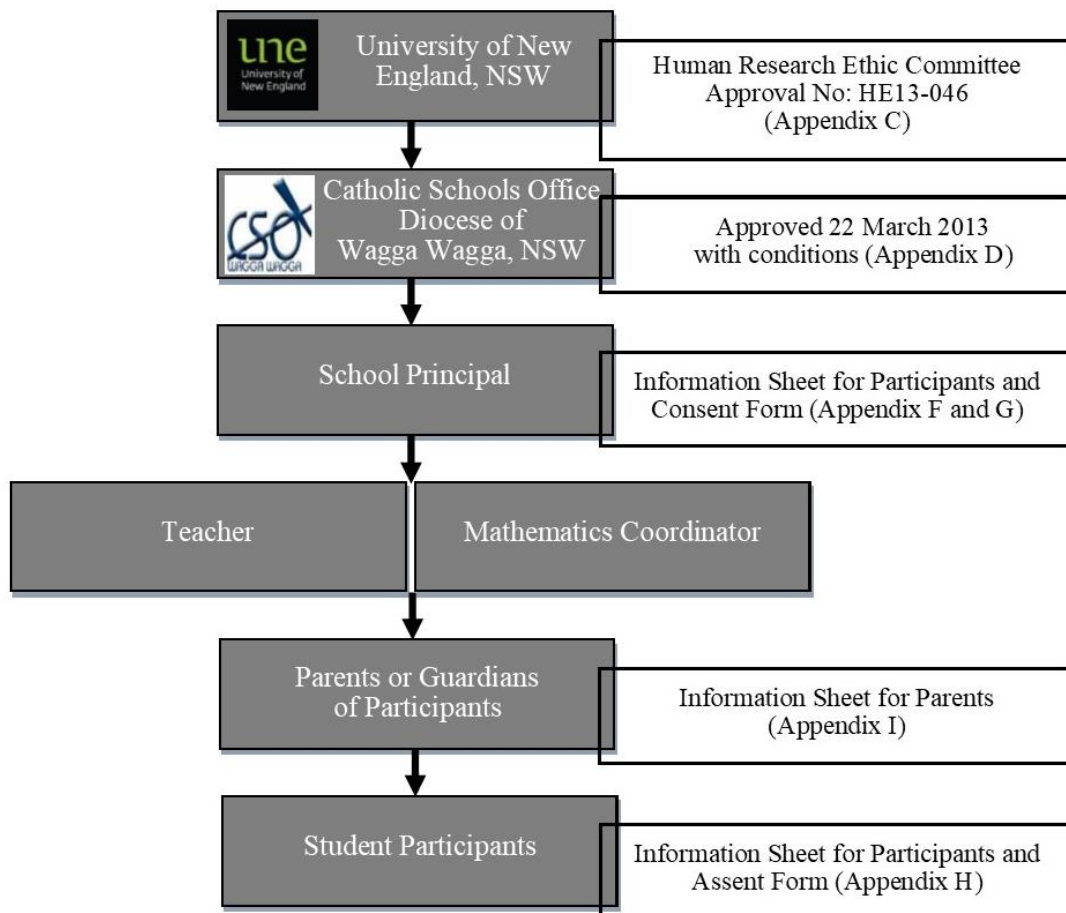 une
University of
New England
University of New
England, NSW
Human Research Ethic Committee
Approval No: HE13-046
(Appendix C)
CSO
WAGGA WAGGA
Catholic Schools Office
Diocese of
Wagga Wagga, NSW
Approved 22 March 2013
with conditions (Appendix D)
School Principal
Information Sheet for Participants and
Consent Form (Appendix F and G)
Teacher
Mathematics Coordinator
Parents or Guardians
of Participants
Information Sheet for Parents
(Appendix I)
Student Participants
Information Sheet for Participants and
Assent Form (Appendix H)